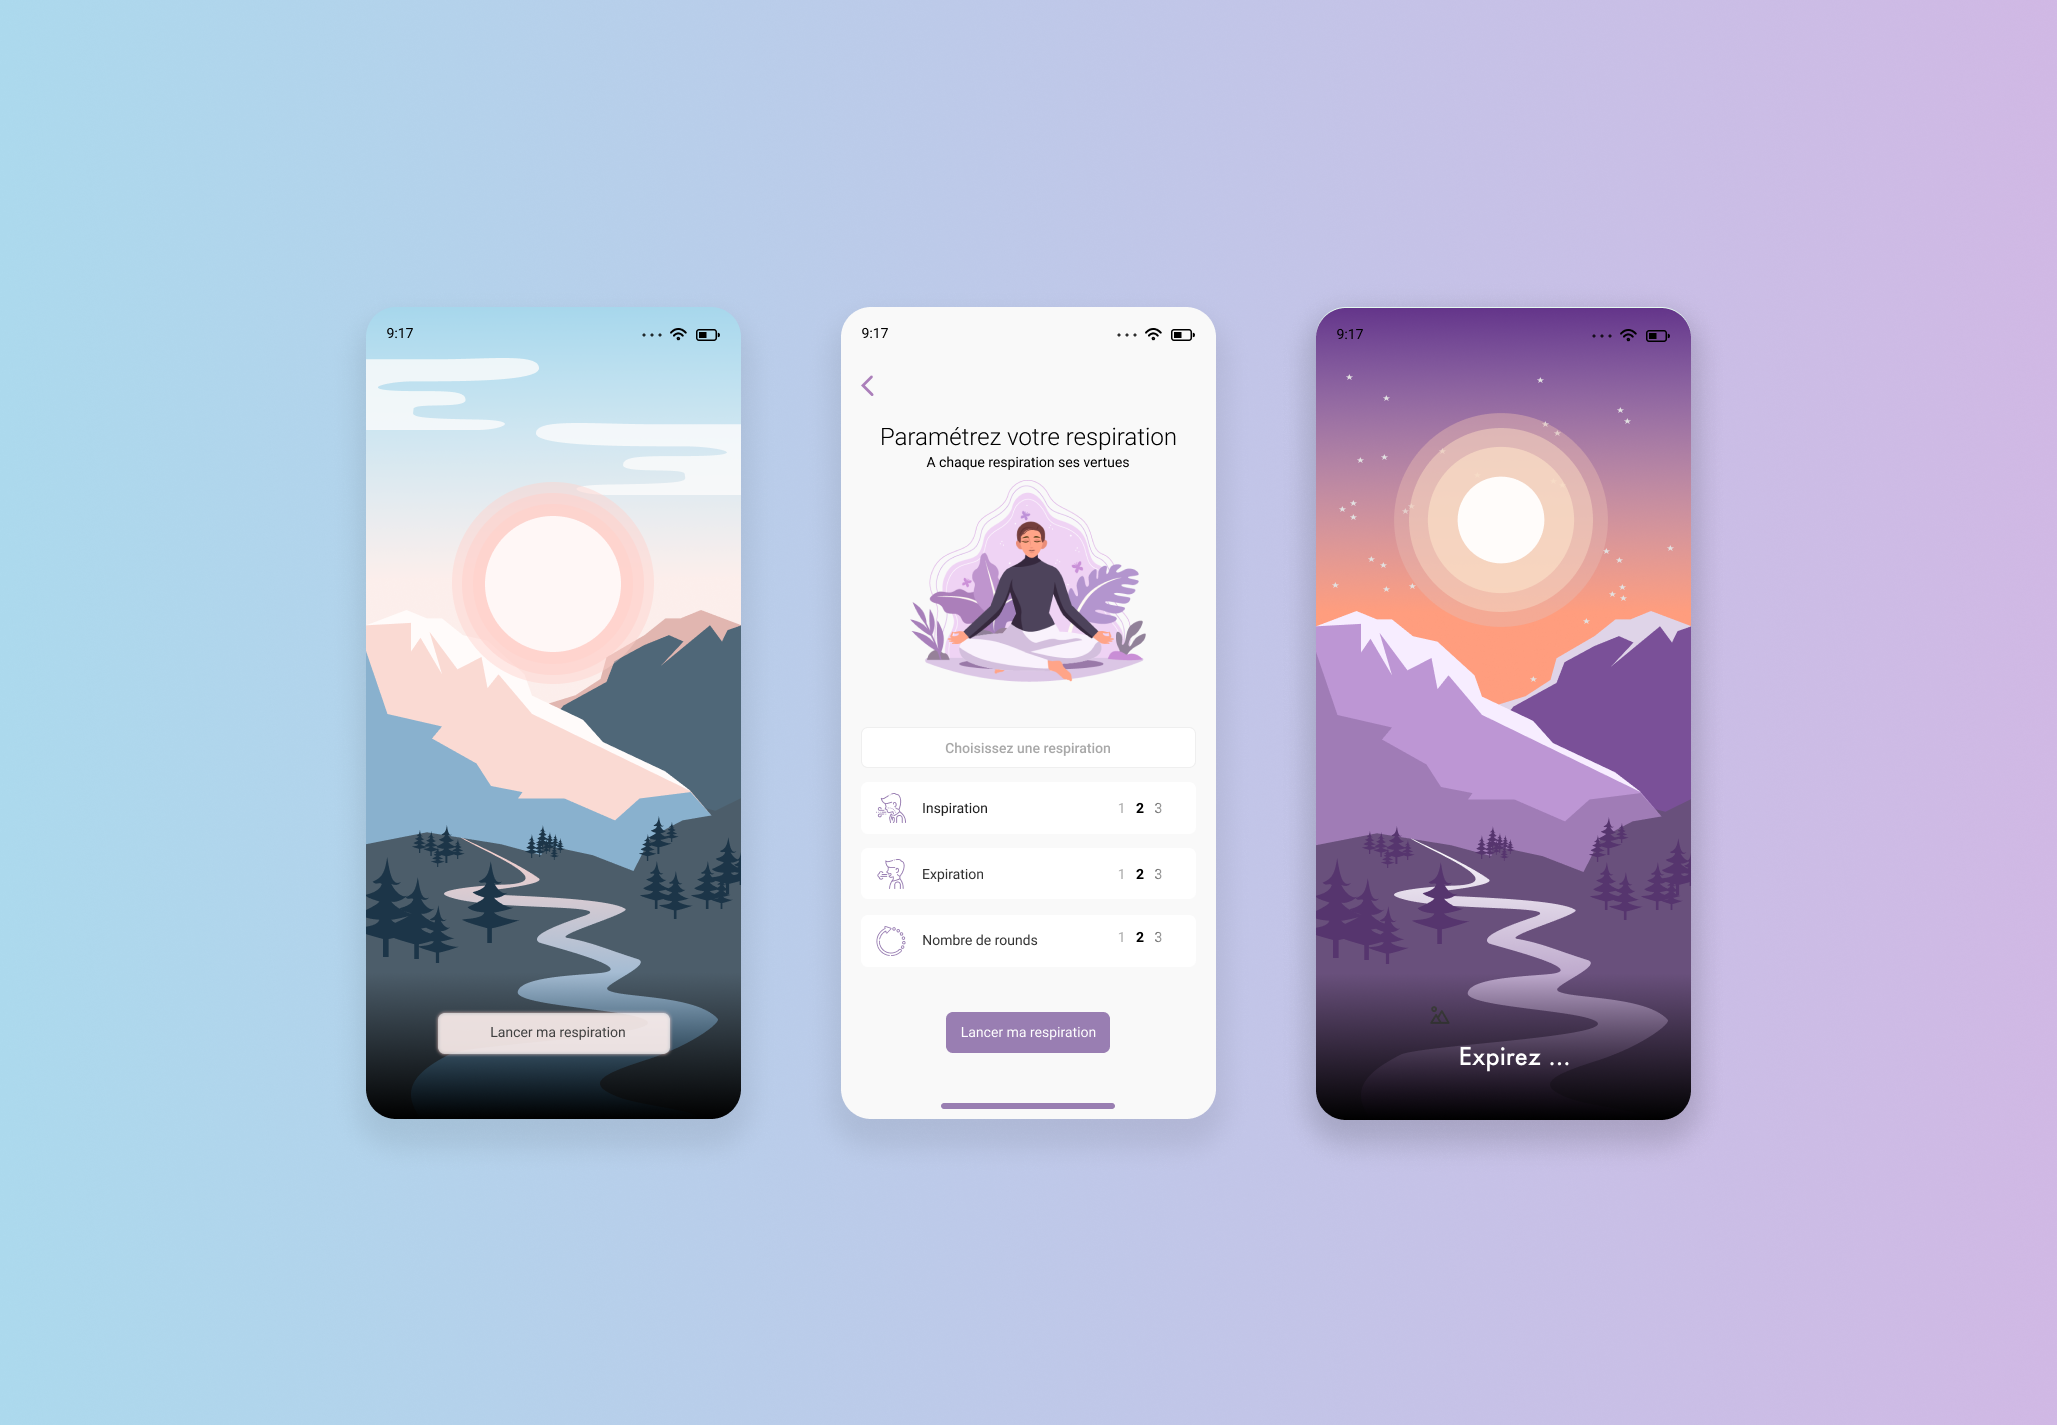 9:17
Lancer ma respiration
9:17
Paramétrez votre respiration
A chaque respiration ses vertues
Choisissez une respiration
Inspiration 1 2 3
Expiration 1 2 3
Nombre de rounds 1 2 3
Lancer ma respiration
9:17
Expirez ...